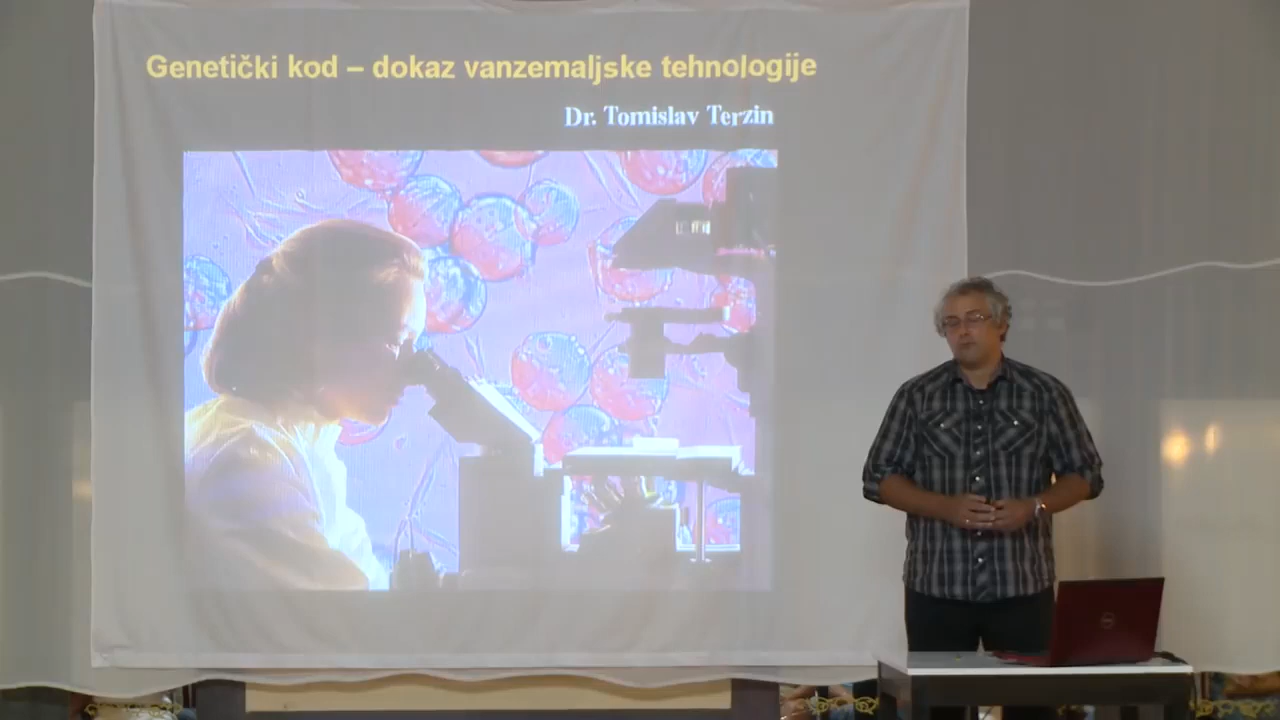 Genetički kod – dokaz vanzemaljske tehnologije
Dr. Tomislav Terzin